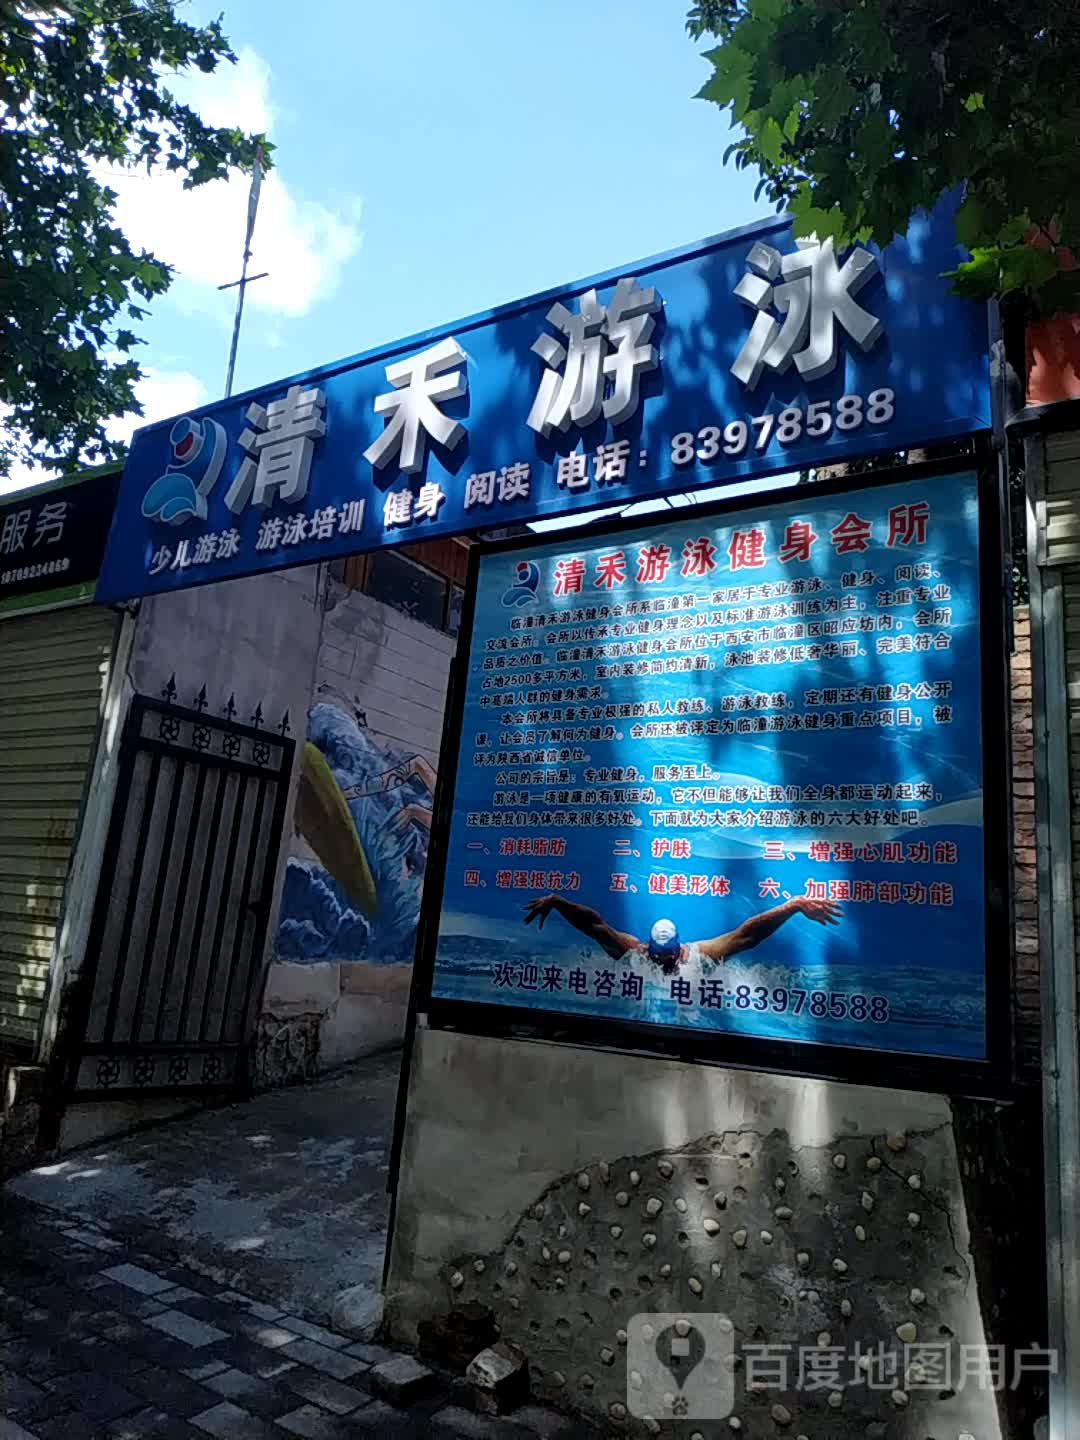 清禾游泳
少儿游泳 游泳培训 健身 阅读 电话：83978588
服务
清禾游泳健身会所
临潼清禾游泳健身会所系临潼第一家居于专业游泳、健身、阅读、
交流会所。会所以传承专业健身理念以及标准游泳训练为主，注重专业
品质之价值。临潼清禾游泳健身会所位于西安市临潼区昭应坊内，会所
占地2500多平方米，室内装修简约清新，泳池装修低奢华丽、完美符合
中高端人群的健身需求。
本会所将具备专业极强的私人教练、游泳教练，定期还有健身公开
课，让会员了解何为健身。会所还被评定为临潼游泳健身重点项目，被
评为陕西省诚信单位。
公司的宗旨是：专业健身，服务至上。
游泳是一项健康的有氧运动，它不但能够让我们全身都运动起来，
还能给我们身体带来很多好处。下面就为大家介绍游泳的六大好处吧。
一、消耗脂肪 二、护肤 三、增强心肌功能
四、增强抵抗力 五、健美形体 六、加强肺部功能
欢迎来电咨询 电话:83978588
百度地图用户